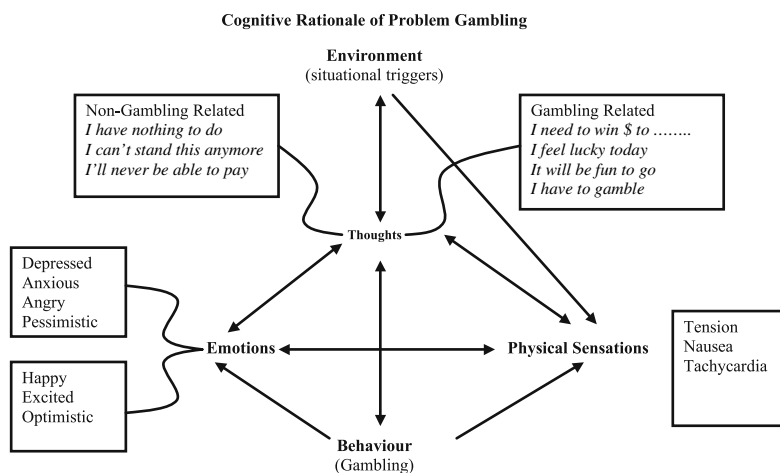 Cognitive Rationale of Problem Gambling
Environment
(situational triggers)
Non-Gambling Related
I have nothing to do
I can't stand this anymore
I'll never be able to pay
Gambling Related
I need to win $ to ........
I feel lucky today
It will be fun to go
I have to gamble
Thoughts
Depressed
Anxious
Angry
Pessimistic
Emotions
Physical Sensations
Tension
Nausea
Tachycardia
Happy
Excited
Optimistic
Behaviour
(Gambling)